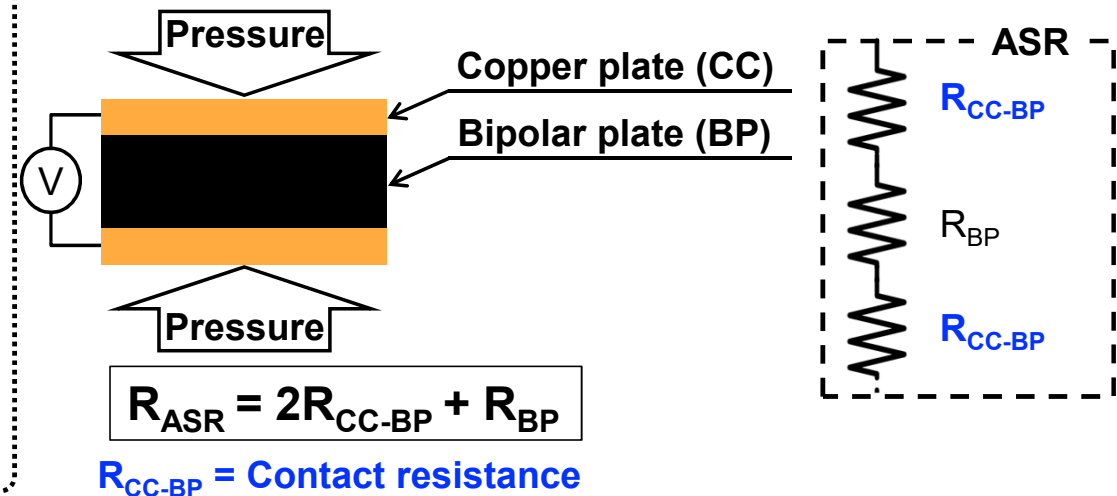 Pressure
ASR
Copper plate (CC)
R_CC-BP
Bipolar plate (BP)
V
R_BP
Pressure
R_CC-BP
R_ASR = 2R_CC-BP + R_BP
R_CC-BP = Contact resistance